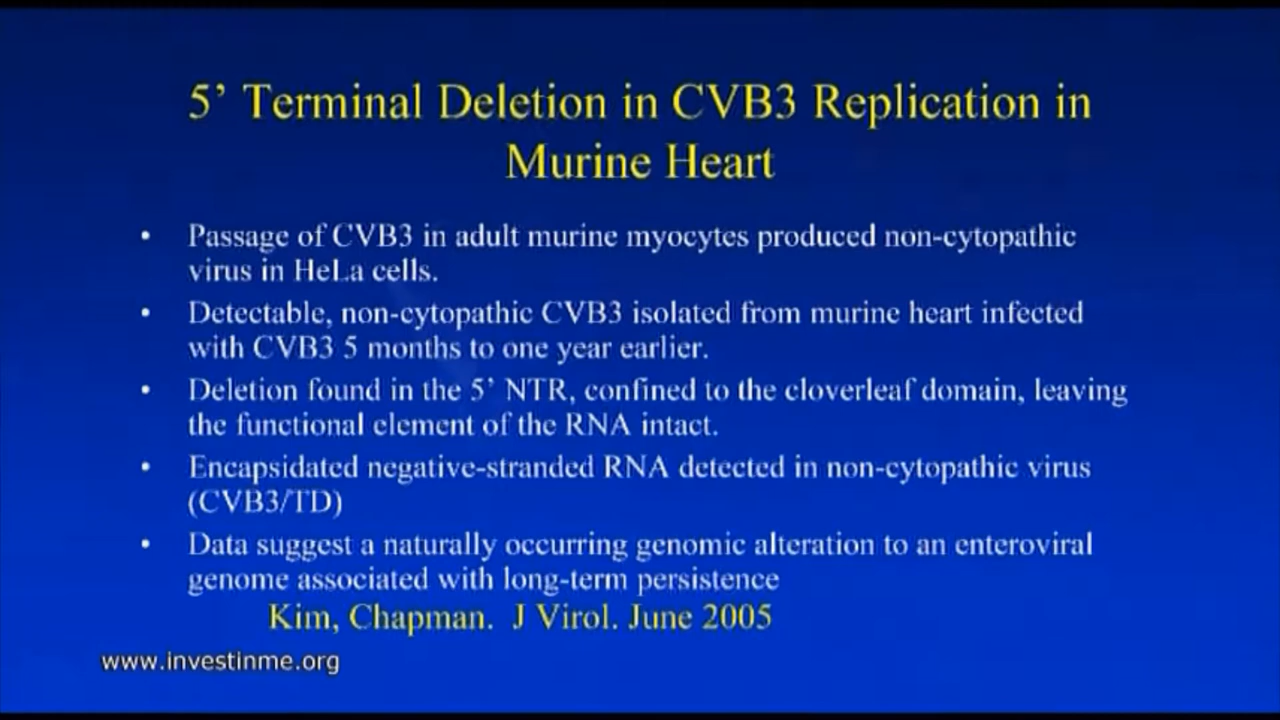 5’ Terminal Deletion in CVB3 Replication in
Murine Heart
• Passage of CVB3 in adult murine myocytes produced non-cytopathic
virus in HeLa cells.
• Detectable, non-cytopathic CVB3 isolated from murine heart infected
with CVB3 5 months to one year earlier.
• Deletion found in the 5’ NTR, confined to the cloverleaf domain, leaving
the functional element of the RNA intact.
• Encapsidated negative-stranded RNA detected in non-cytopathic virus
(CVB3/TD)
• Data suggest a naturally occurring genomic alteration to an enteroviral
genome associated with long-term persistence
Kim, Chapman. J Virol. June 2005
www.investinme.org